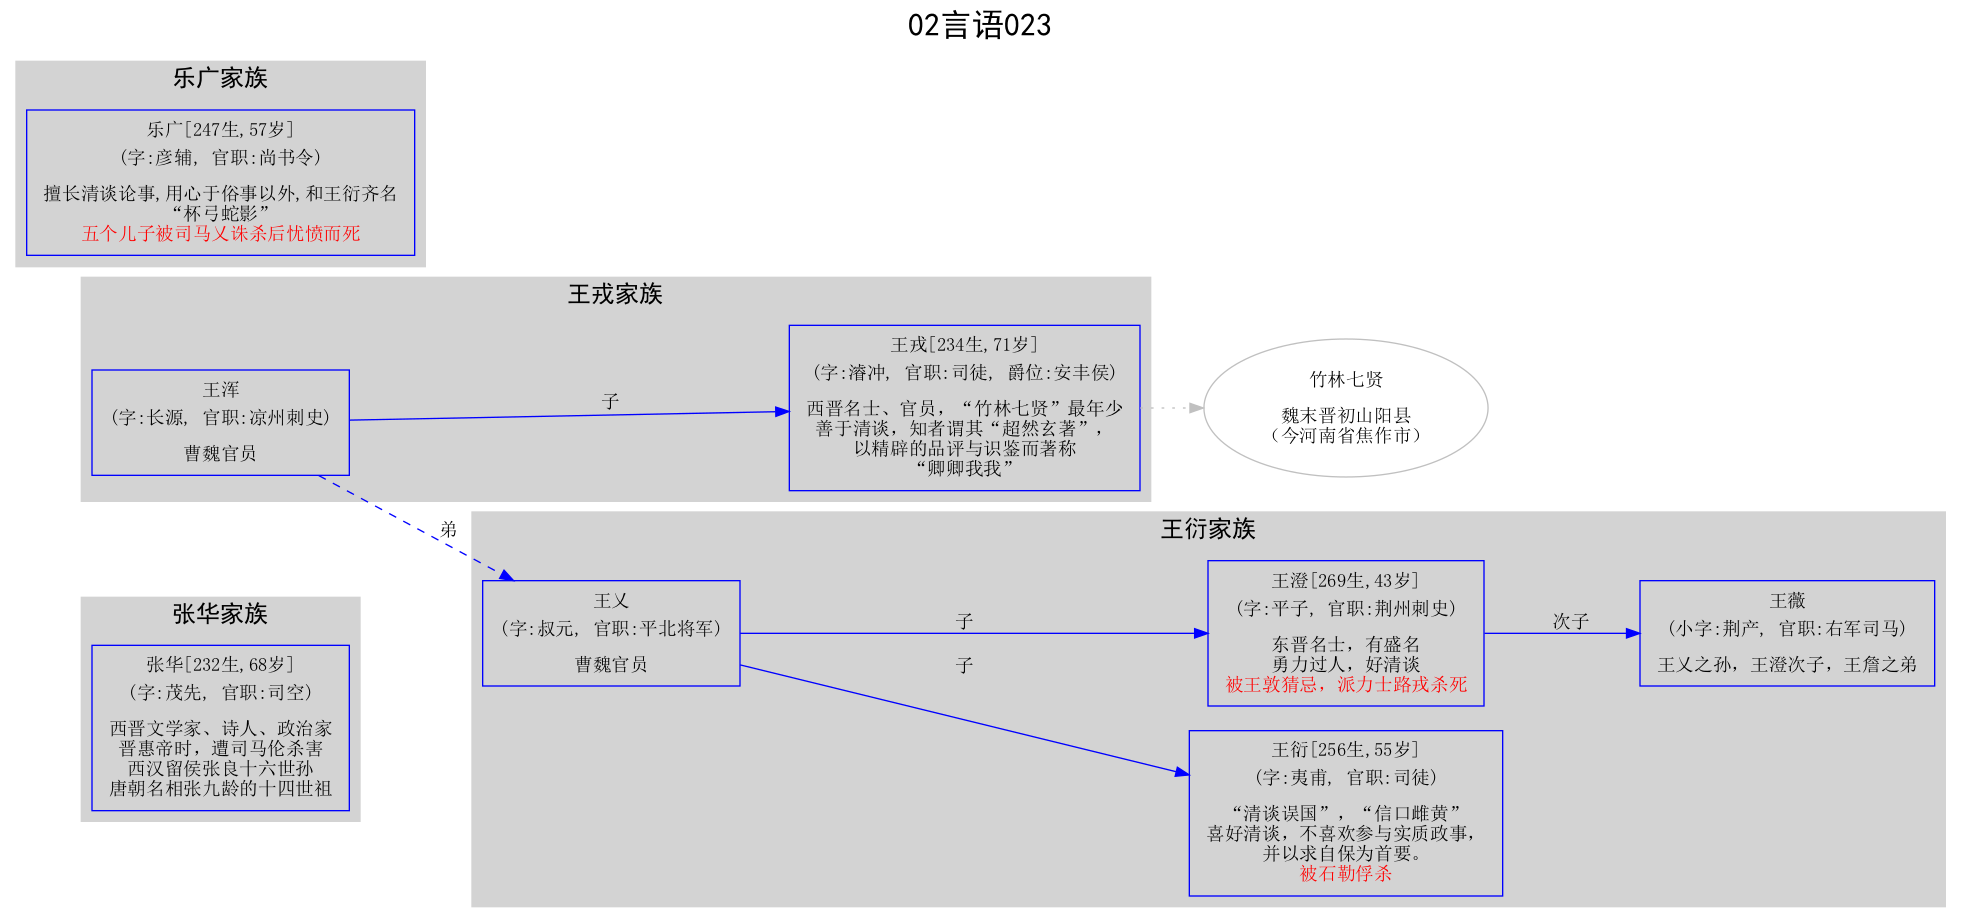 02言语023
乐广家族
乐广[247生,57岁]
(字:彦辅, 官职:尚书令)
擅长清谈论事,用心于俗事以外,和王衍齐名
“杯弓蛇影”
五个儿子被司马乂诛杀后忧愤而死
王戎家族
王浑
(字:长源, 官职:凉州刺史)
曹魏官员
子
王戎[234生,71岁]
(字:濬冲, 官职:司徒, 爵位:安丰侯)
西晋名士、官员，“竹林七贤”最年少
善于清谈，知者谓其“超然玄著”，
以精辟的品评与识鉴而著称
“卿卿我我”
竹林七贤
魏末晋初山阳县
（今河南省焦作市）
弟
王衍家族
王乂
(字:叔元, 官职:平北将军)
曹魏官员
子
子
王澄[269生,43岁]
(字:平子, 官职:荆州刺史)
东晋名士，有盛名
勇力过人，好清谈
被王敦猜忌，派力士路戎杀死
次子
王薇
(小字:荆产, 官职:右军司马)
王乂之孙，王澄次子，王詹之弟
王衍[256生,55岁]
(字:夷甫, 官职:司徒)
“清谈误国”，“信口雌黄”
喜好清谈，不喜欢参与实质政事，
并以求自保为首要。
被石勒俘杀
张华家族
张华[232生,68岁]
(字:茂先, 官职:司空)
西晋文学家、诗人、政治家
晋惠帝时，遭司马伦杀害
西汉留侯张良十六世孙
唐朝名相张九龄的十四世祖